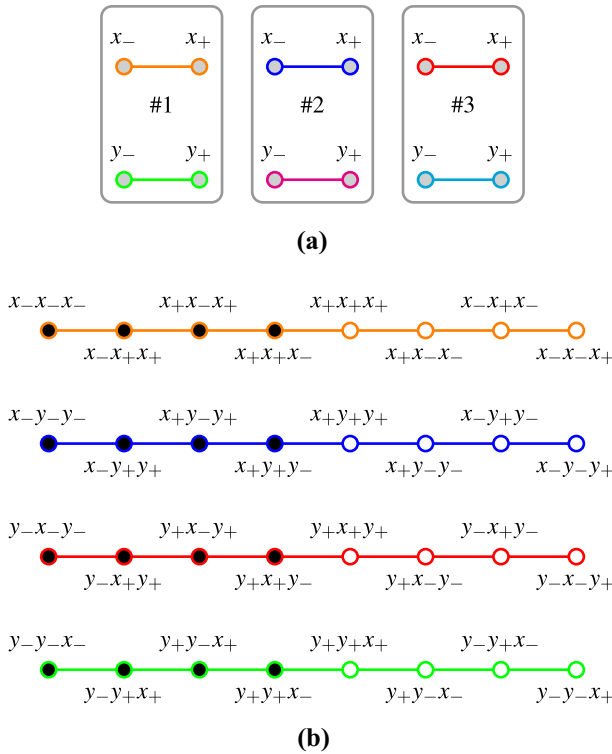 x₋ x₊ x₋ x₊ x₋ x₊
#1 #2 #3
y₋ y₊ y₋ y₊ y₋ y₊
(a)
x₋x₋x₋ x₊x₋x₊ x₊x₊x₊ x₋x₊x₋
x₋x₊x₊ x₊x₊x₋ x₊x₋x₋ x₋x₋x₊
x₋y₋y₋ x₊y₋y₊ x₊y₊y₊ x₋y₊y₋
x₋y₊y₊ x₊y₊y₋ x₊y₋y₋ x₋y₋y₊
y₋x₋y₋ y₊x₋y₊ y₊x₊y₊ y₋x₊y₋
y₋x₊y₊ y₊x₊y₋ y₊x₋y₋ y₋x₋y₊
y₋y₋x₋ y₊y₋x₊ y₊y₊x₊ y₋y₊x₋
y₋y₊x₊ y₊y₊x₋ y₊y₋x₋ y₋y₋x₊
(b)